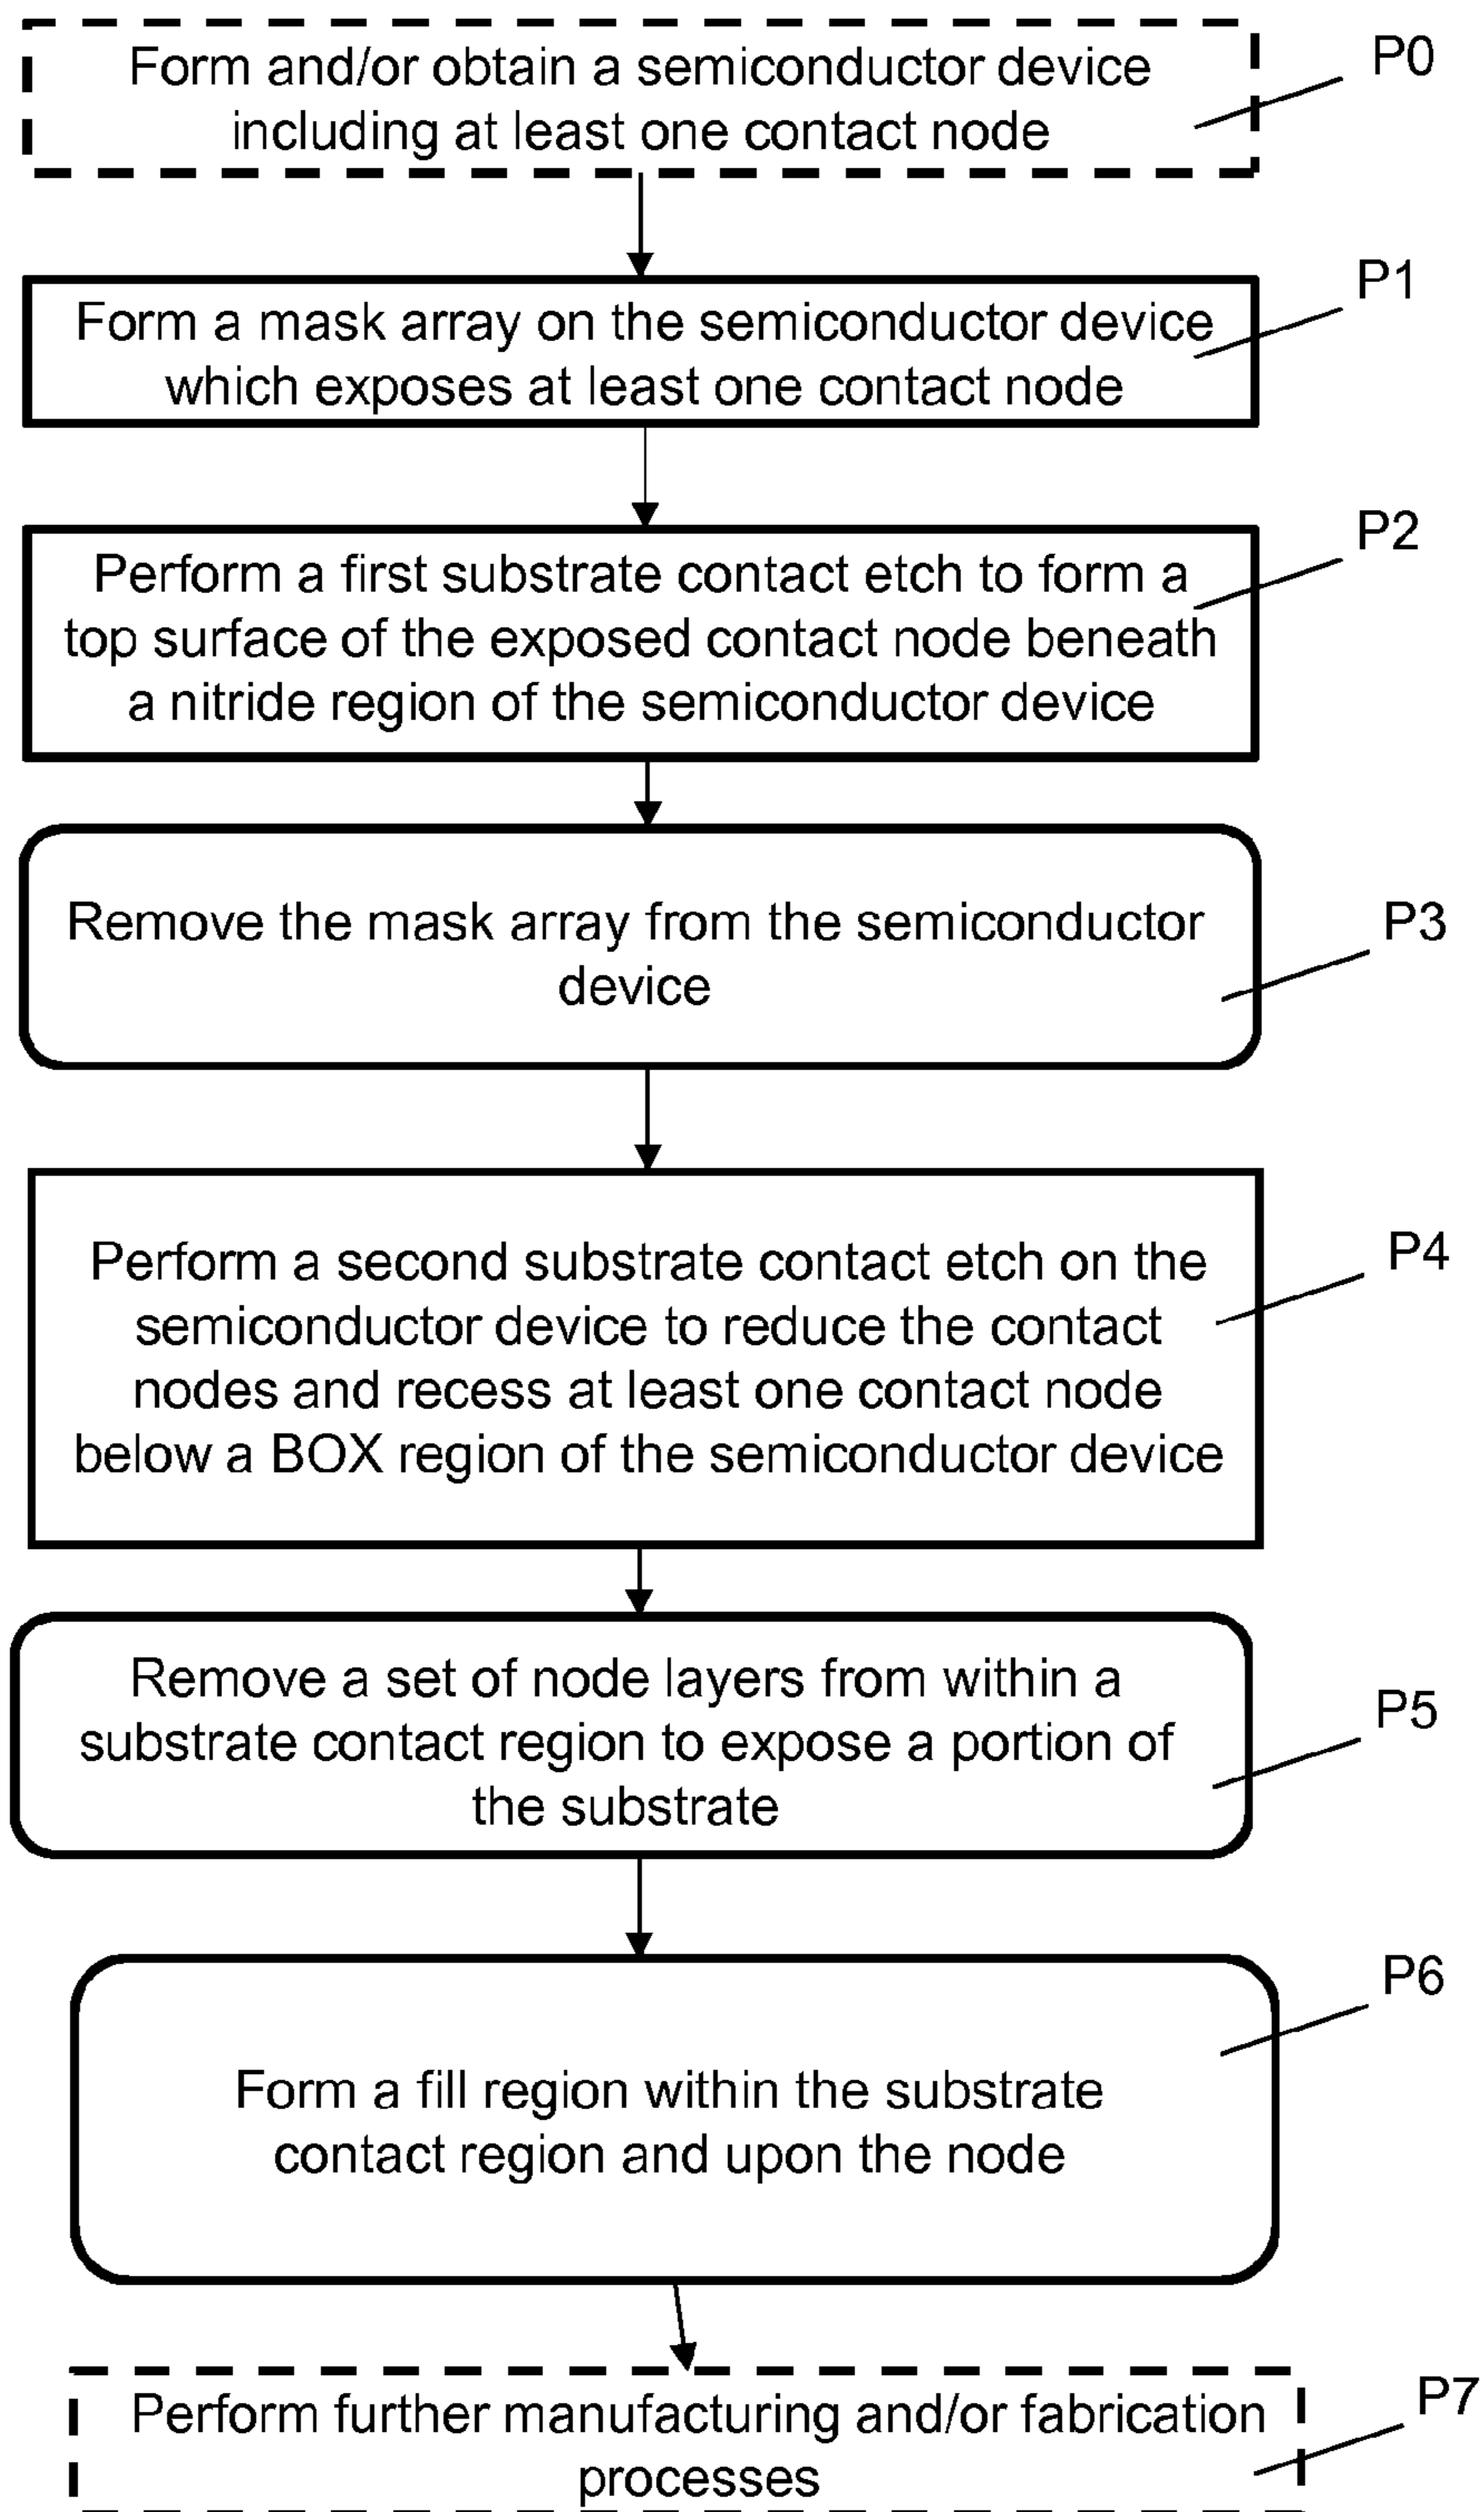 Form and/or obtain a semiconductor device
including at least one contact node
P0
Form a mask array on the semiconductor device
which exposes at least one contact node
P1
Perform a first substrate contact etch to form a
top surface of the exposed contact node beneath
a nitride region of the semiconductor device
P2
Remove the mask array from the semiconductor
device
P3
Perform a second substrate contact etch on the
semiconductor device to reduce the contact
nodes and recess at least one contact node
below a BOX region of the semiconductor device
P4
Remove a set of node layers from within a
substrate contact region to expose a portion of
the substrate
P5
Form a fill region within the substrate
contact region and upon the node
P6
Perform further manufacturing and/or fabrication
processes
P7